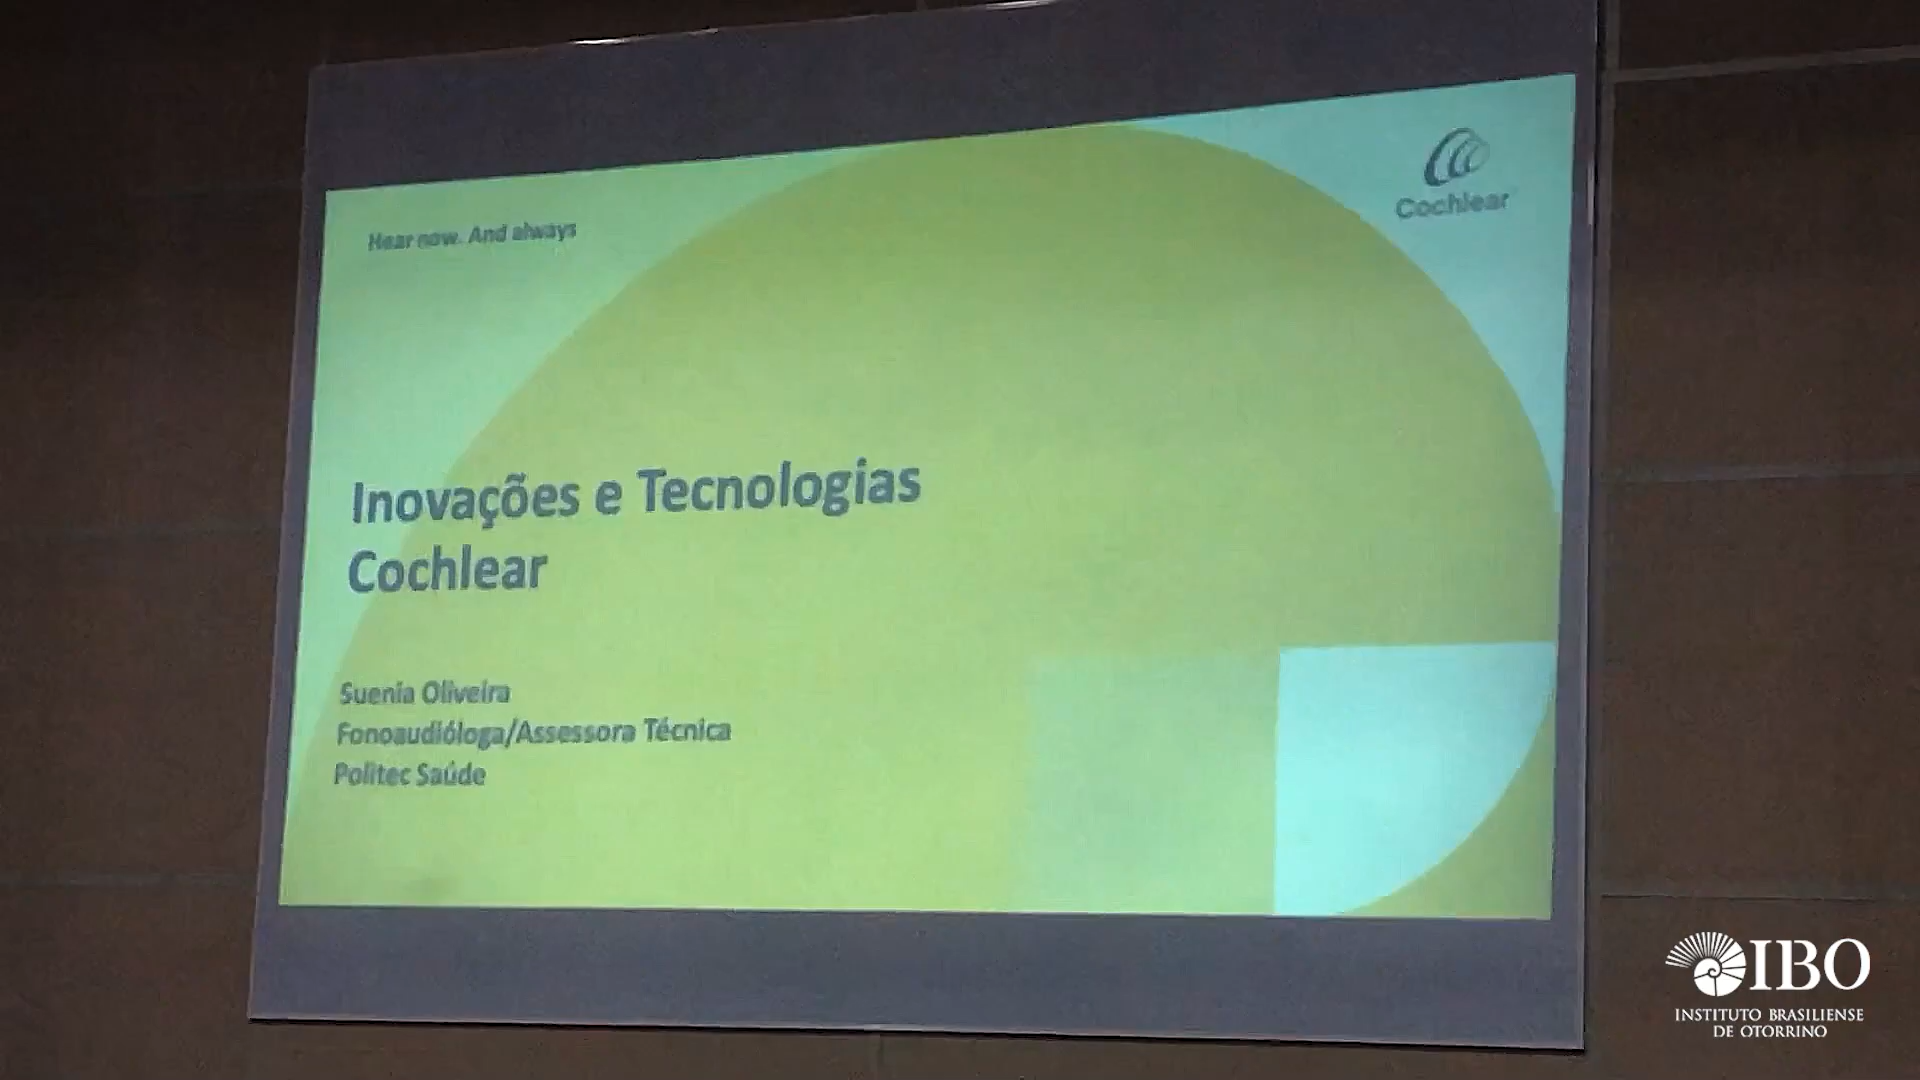 Hear now. And always
Cochlear
Inovações e Tecnologias
Cochlear
Suenia Oliveira
Fonoaudióloga/Assessora Técnica
Politec Saúde
IBO
INSTITUTO BRASILIENSE
DE OTORRINO